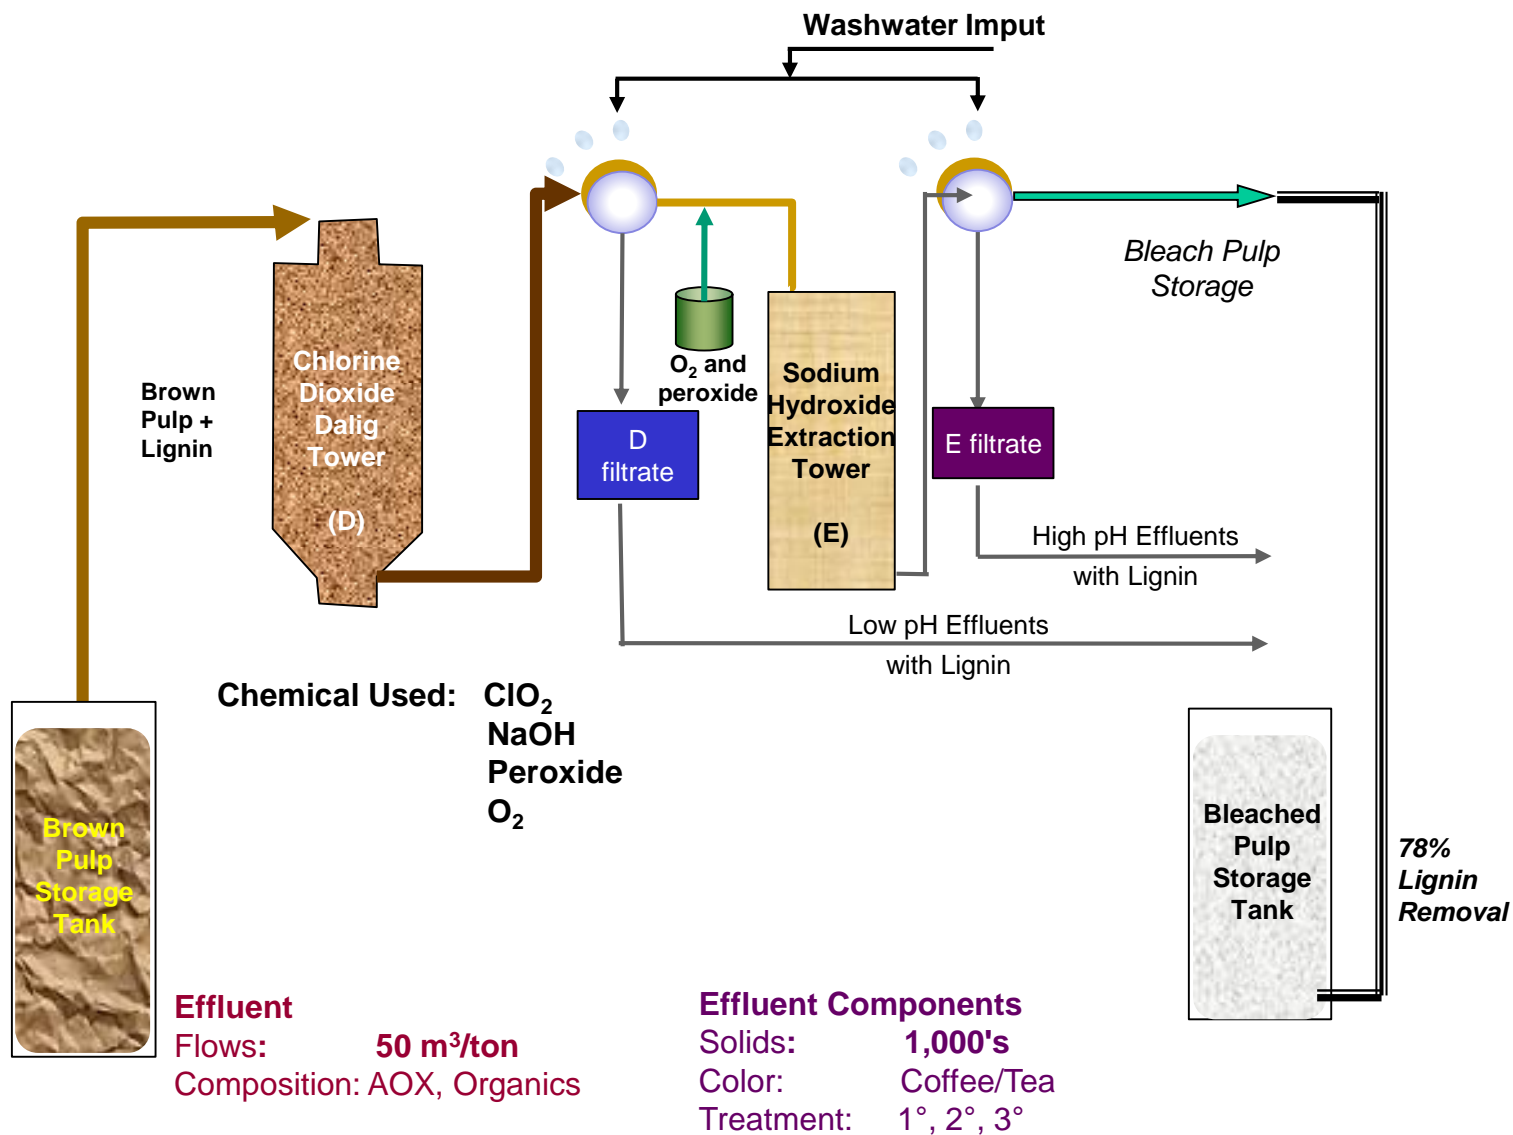 Washwater Imput
Bleach Pulp
Storage
Chlorine
Dioxide
Dalig
Tower
(D)
Brown
Pulp +
Lignin
O₂ and
peroxide
Sodium
Hydroxide
Extraction
Tower
(E)
D
filtrate
E filtrate
High pH Effluents
with Lignin
Low pH Effluents
with Lignin
Chemical Used: ClO₂
NaOH
Peroxide
O₂
Brown
Pulp
Storage
Tank
Bleached
Pulp
Storage
Tank
78%
Lignin
Removal
Effluent
Flows: 50 m³/ton
Composition: AOX, Organics
Effluent Components
Solids: 1,000's
Color: Coffee/Tea
Treatment: 1°, 2°, 3°